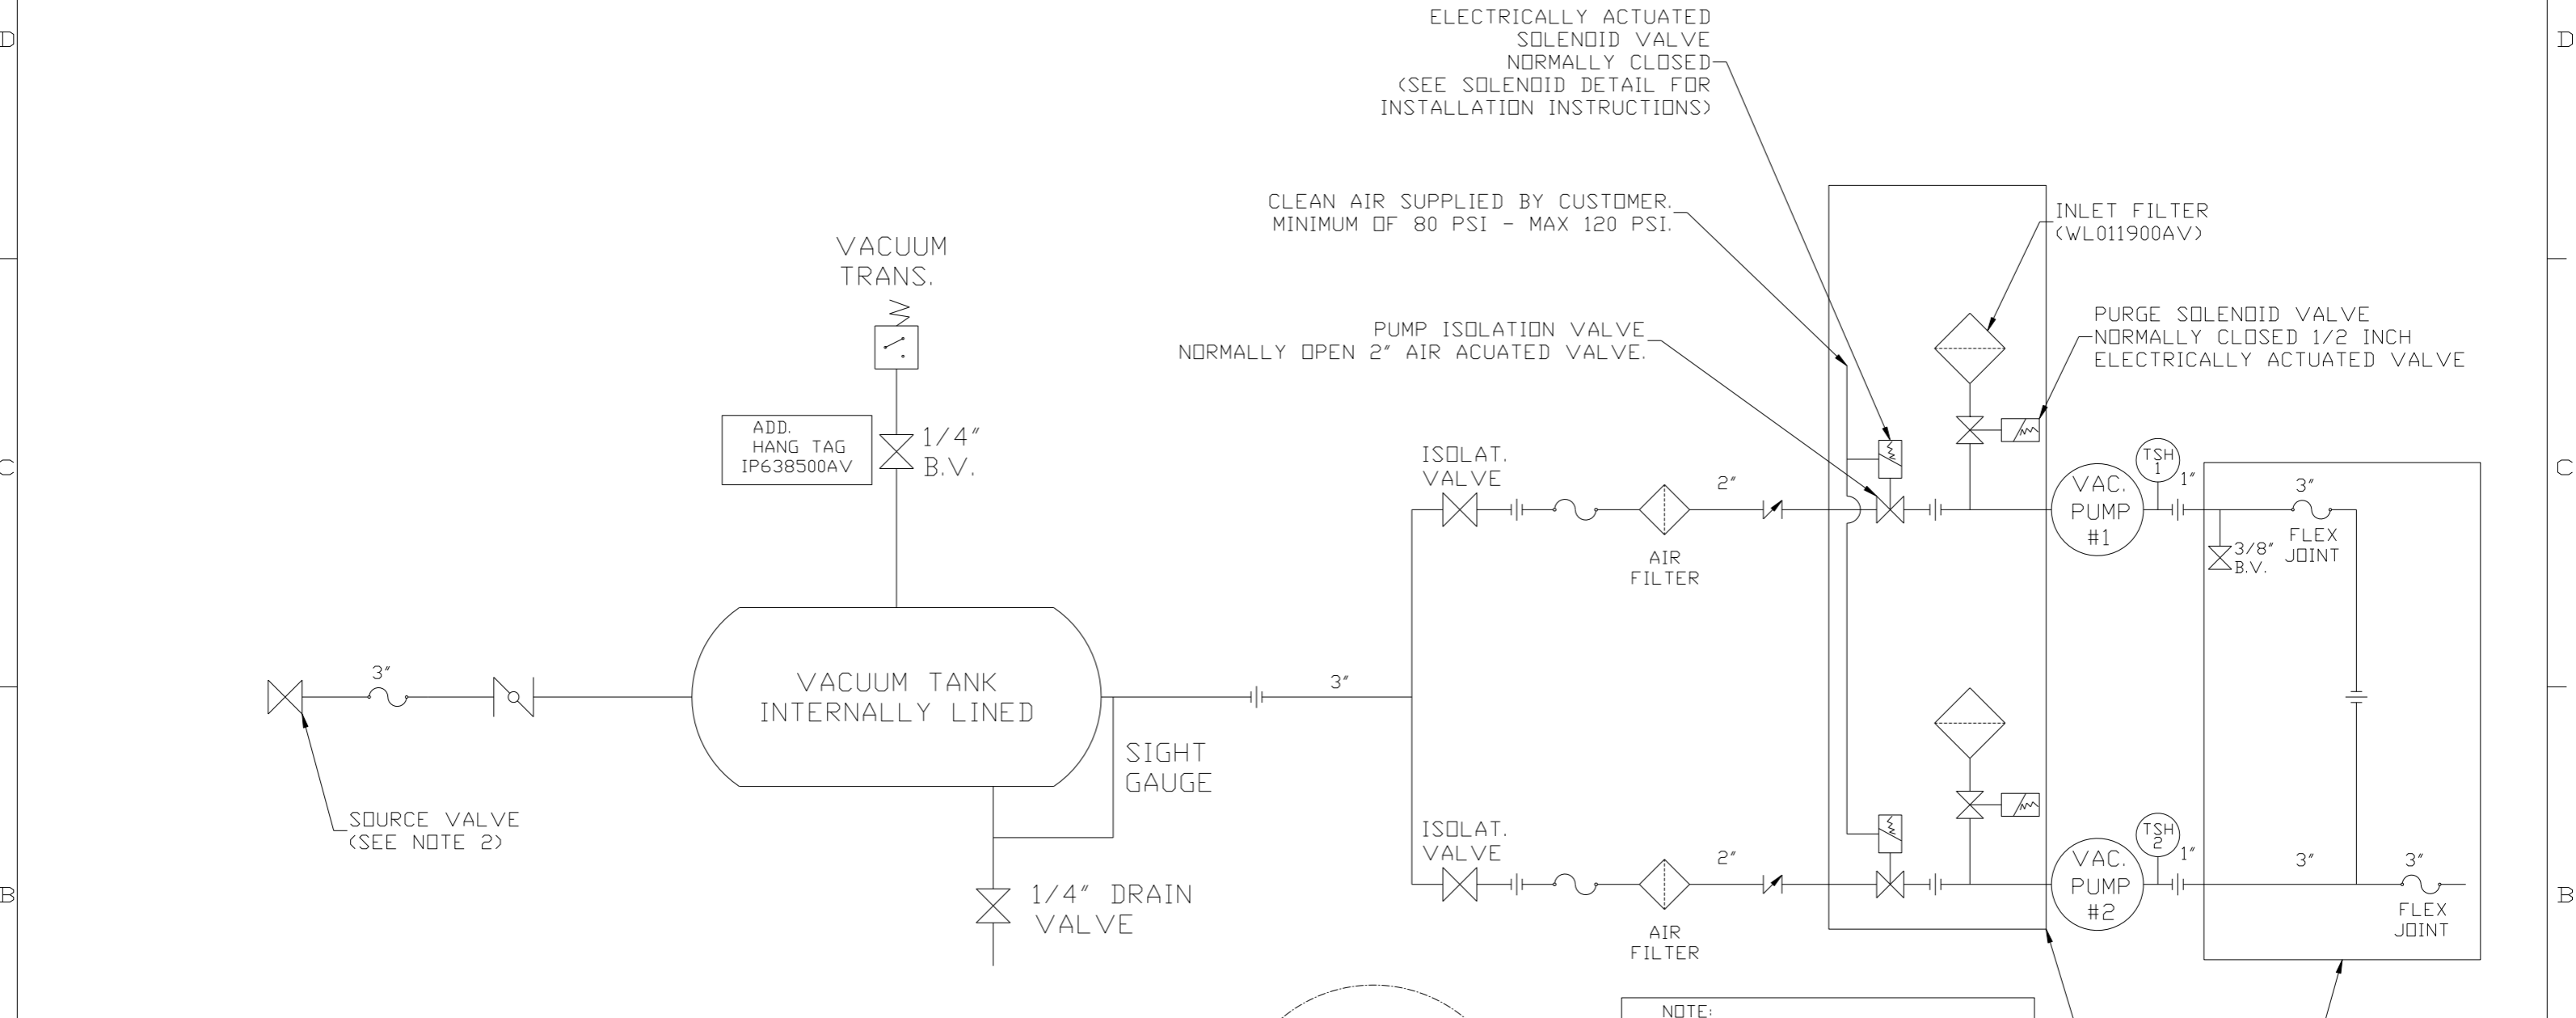 D
D
ELECTRICALLY ACTUATED
SOLENOID VALVE
NORMALLY CLOSED
(SEE SOLENOID DETAIL FOR
INSTALLATION INSTRUCTIONS)
CLEAN AIR SUPPLIED BY CUSTOMER.
MINIMUM OF 80 PSI - MAX 120 PSI.
INLET FILTER
(WL011900AV)
VACUUM
TRANS.
PURGE SOLENOID VALVE
NORMALLY CLOSED 1/2 INCH
ELECTRICALLY ACTUATED VALVE
PUMP ISOLATION VALVE
NORMALLY OPEN 2" AIR ACUATED VALVE.
ADD.
HANG TAG
IP638500AV
1/4"
B.V.
C
C
ISOLAT.
VALVE
2"
AIR
FILTER
VAC.
PUMP
#1
TSH
1
1"
3"
FLEX
JOINT
3/8"
B.V.
3"
VACUUM TANK
INTERNALLY LINED
3"
SIGHT
GAUGE
SOURCE VALVE
(SEE NOTE 2)
ISOLAT.
VALVE
2"
AIR
FILTER
VAC.
PUMP
#2
TSH
2
1"
3"
3"
FLEX
JOINT
1/4" DRAIN
VALVE
B
B
NOTE: